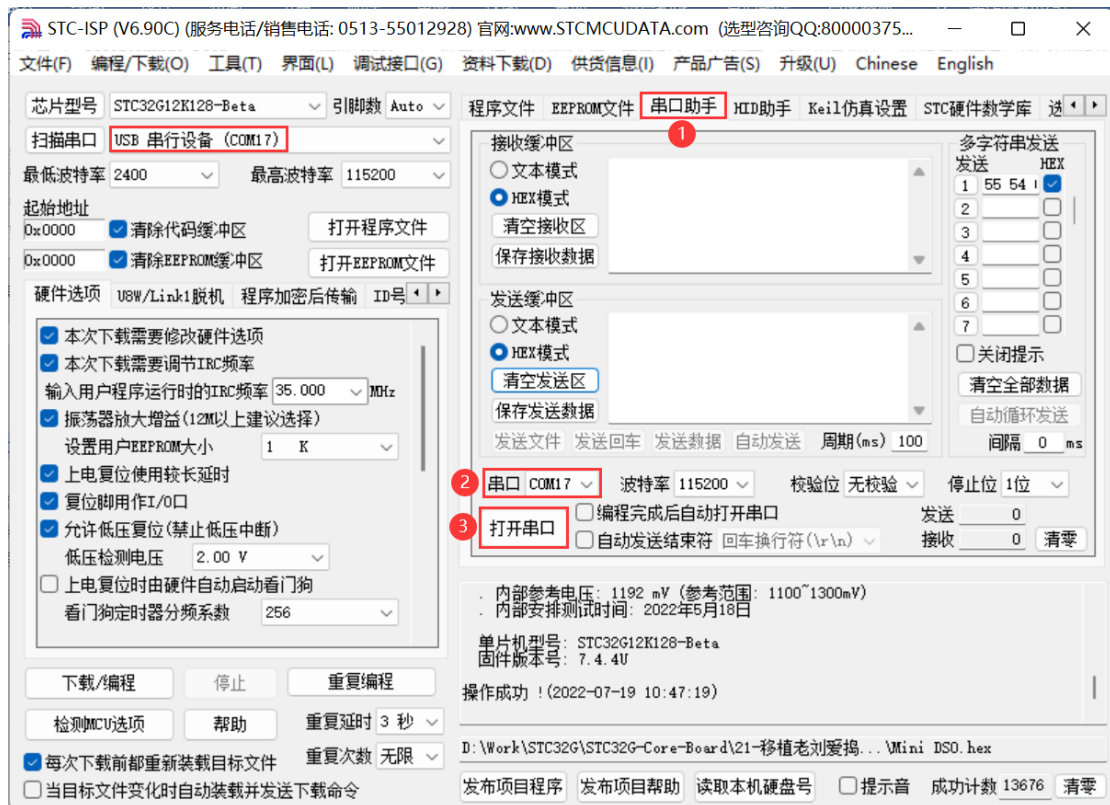 STC-ISP (V6.90C) (服务电话/销售电话: 0513-55012928) 官网:www.STCMCUDATA.com (选型咨询QQ:80000375...
文件(F) 编程/下载(O) 工具(T) 界面(L) 调试接口(G) 资料下载(D) 供货信息(I) 产品广告(S) 升级(U) Chinese English
芯片型号 STC32G12K128-Beta 引脚数 Auto
扫描串口 USB 串行设备 (COM17)
最低波特率 2400 最高波特率 115200
起始地址
0x0000 清除代码缓冲区 打开程序文件
0x0000 清除EEPROM缓冲区 打开EEPROM文件
硬件选项 U8W/Link1脱机 程序加密后传输 ID号
本次下载需要修改硬件选项
本次下载需要调节IRC频率
输入用户程序运行时的IRC频率 35.000 MHz
振荡器放大增益(12M以上建议选择)
设置用户EEPROM大小 1 K
上电复位使用较长延时
复位脚用作I/O口
允许低压复位(禁止低压中断)
低压检测电压 2.00 V
上电复位时由硬件自动启动看门狗
看门狗定时器分频系数 256
下载/编程 停止 重复编程
检测MCU选项 帮助 重复延时 3 秒
每次下载前都重新装载目标文件 重复次数 无限
当目标文件变化时自动装载并发送下载命令
程序文件 EEPROM文件 串口助手 HID助手 Keil仿真设置 STC硬件数学库 选
1
接收缓冲区
文本模式
HEX模式
清空接收区
保存接收数据
发送缓冲区
文本模式
HEX模式
清空发送区
保存发送数据
发送文件 发送回车 发送数据 自动发送 周期(ms) 100
多字符串发送
发送 HEX
1 55 54
2
3
4
5
6
7
关闭提示
清空全部数据
自动循环发送
间隔 0 ms
2 串口 COM17 波特率 115200 校验位 无校验 停止位 1位
3 打开串口 编程完成后自动打开串口 发送 0
自动发送结束符 回车换行符(\r\n) 接收 0 清零
. 内部参考电压: 1192 mV (参考范围: 1100~1300mV)
. 内部安排测试时间: 2022年5月18日
单片机型号: STC32G12K128-Beta
固件版本号: 7.4.4U
操作成功 !(2022-07-19 10:47:19)
D:\Work\STC32G\STC32G-Core-Board\21-移植老刘爱捣...\Mini DSO.hex
发布项目程序 发布项目帮助 读取本机硬盘号 提示音 成功计数 13676 清零